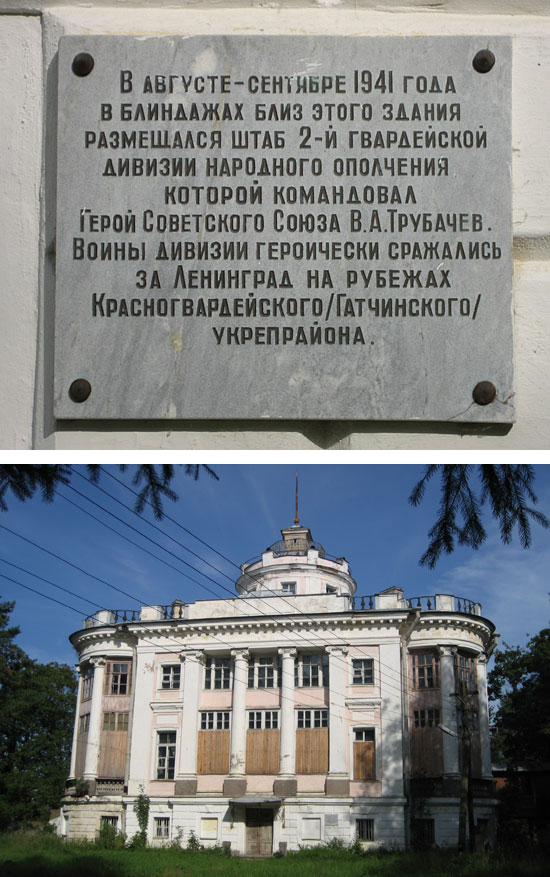 В августе-сентябре 1941 года
в блиндажах близ этого здания
размещался штаб 2-й гвардейской
дивизии народного ополчения
которой командовал
Герой Советского Союза В.А.Трубачев.
Воины дивизии героически сражались
за Ленинград на рубежах
Красногвардейского/Гатчинского/
укрепрайона.